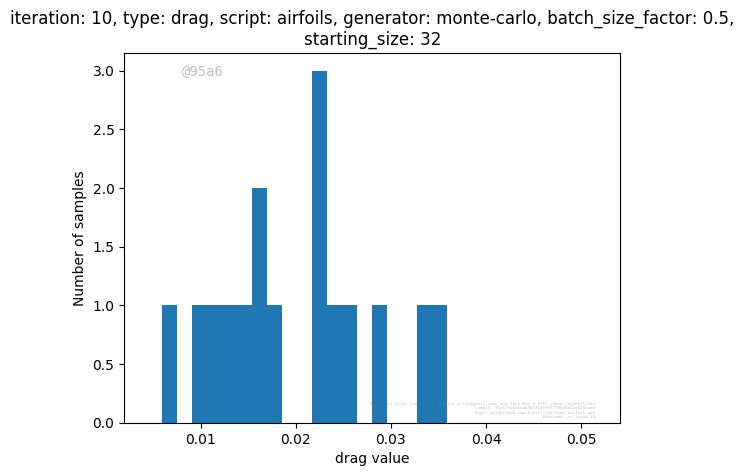 iteration: 10, type: drag, script: airfoils, generator: monte-carlo, batch_size_factor: 0.5,
starting_size: 32
@95a6
3.0
2.5
2.0
1.5
1.0
0.5
0.0
Number of samples
0.01
0.02
0.03
0.04
0.05
drag value